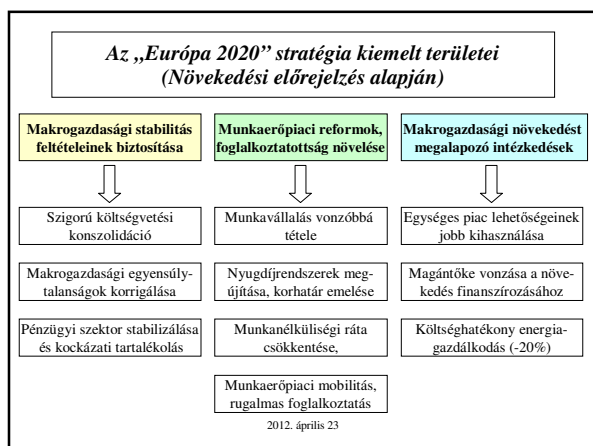 Az „Európa 2020” stratégia kiemelt területei
(Növekedési előrejelzés alapján)
Makrogazdasági stabilitás
feltételeinek biztosítása
Szigorú költségvetési
konszolidáció
Makrogazdasági egyensúly-
talanságok korrigálása
Pénzügyi szektor stabilizálása
és kockázati tartalékolás
Munkaerőpiaci reformok,
foglalkoztatottság növelése
Munkavállalás vonzóbbá
tétele
Nyugdíjrendszerek meg-
újítása, korhatár emelése
Munkanélküliségi ráta
csökkentése,
Munkaerőpiaci mobilitás,
rugalmas foglalkoztatás
Makrogazdasági növekedést
megalapozó intézkedések
Egységes piac lehetőségeinek
jobb kihasználása
Magántőke vonzása a növe-
kedés finanszírozásához
Költséghatékony energia-
gazdálkodás (-20%)
2012. április 23